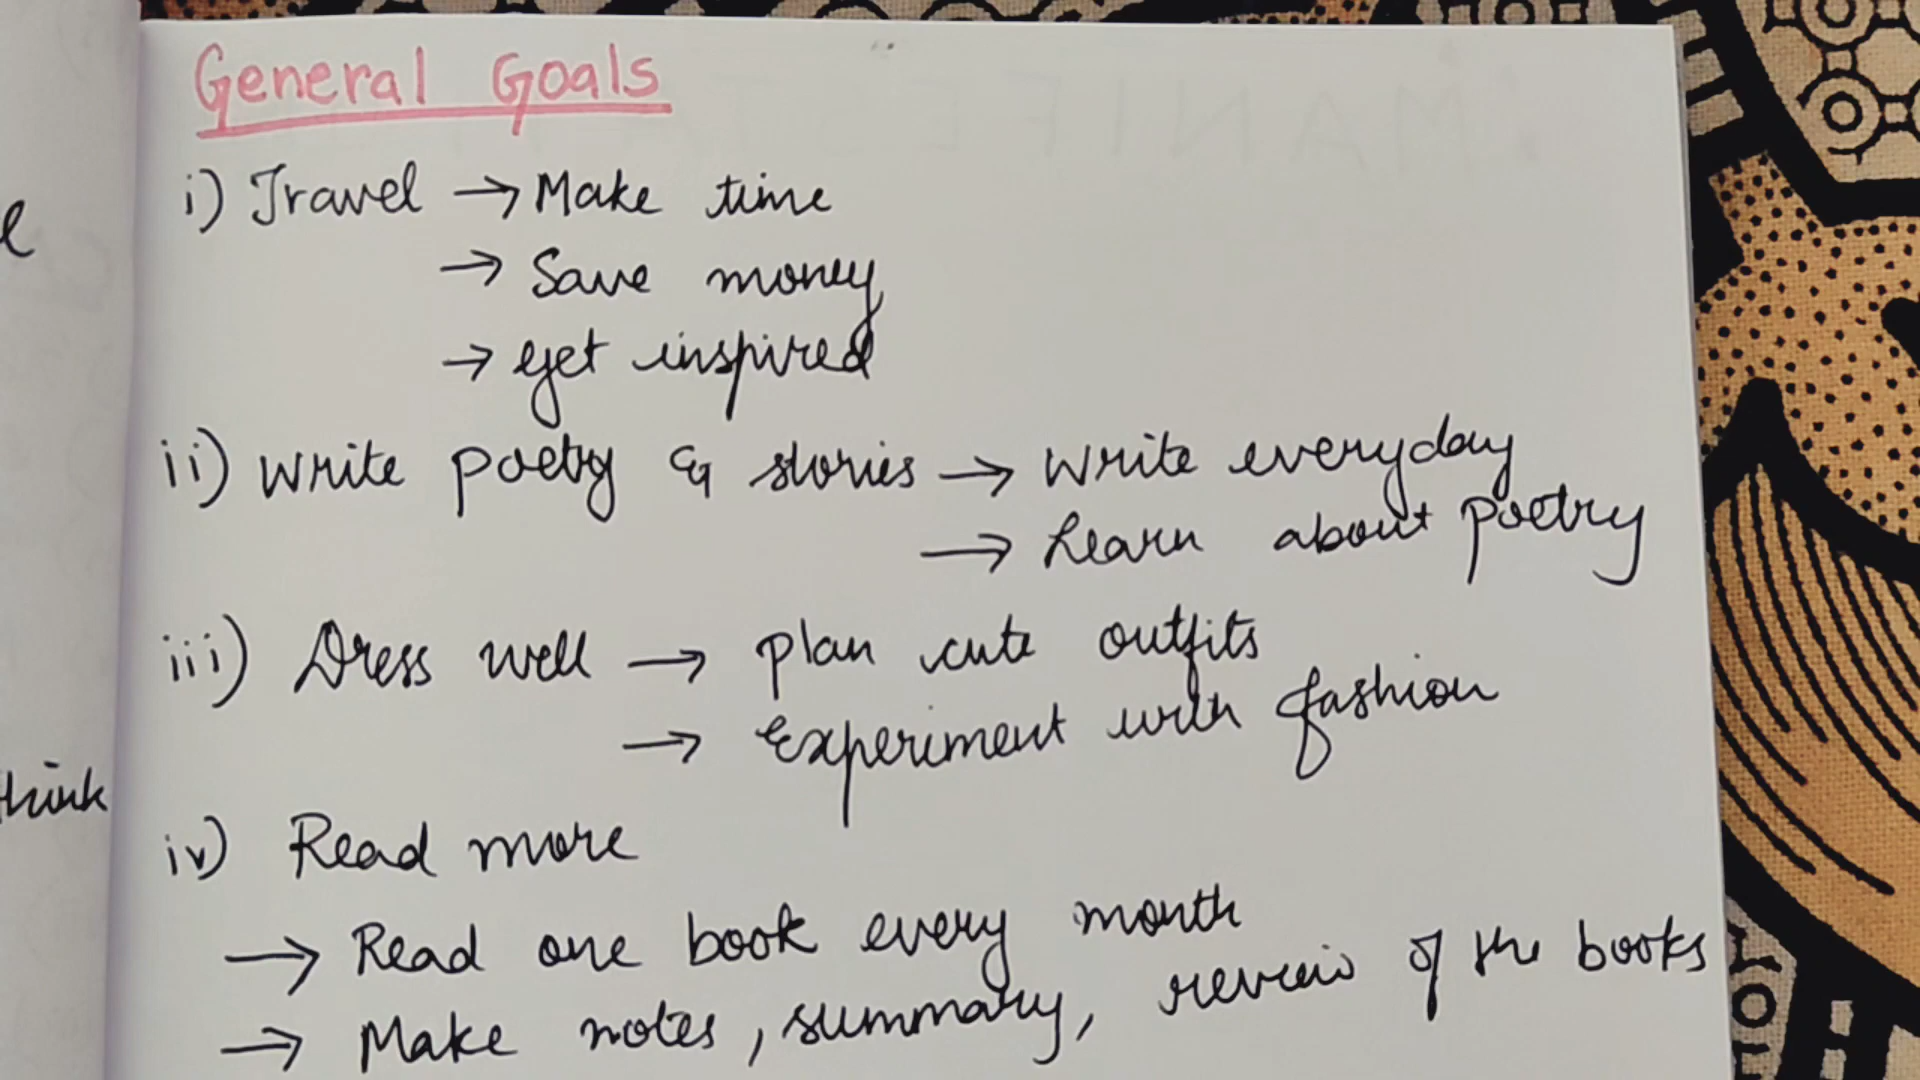 General Goals
i) Travel → Make time
→ Save money
→ get inspired
ii) write poetry & stories → write everyday
→ Learn about poetry
iii) Dress well → plan cute outfits
→ Experiment with fashion
iv) Read more
→ Read one book every month
→ Make notes, summary, review of the books
think